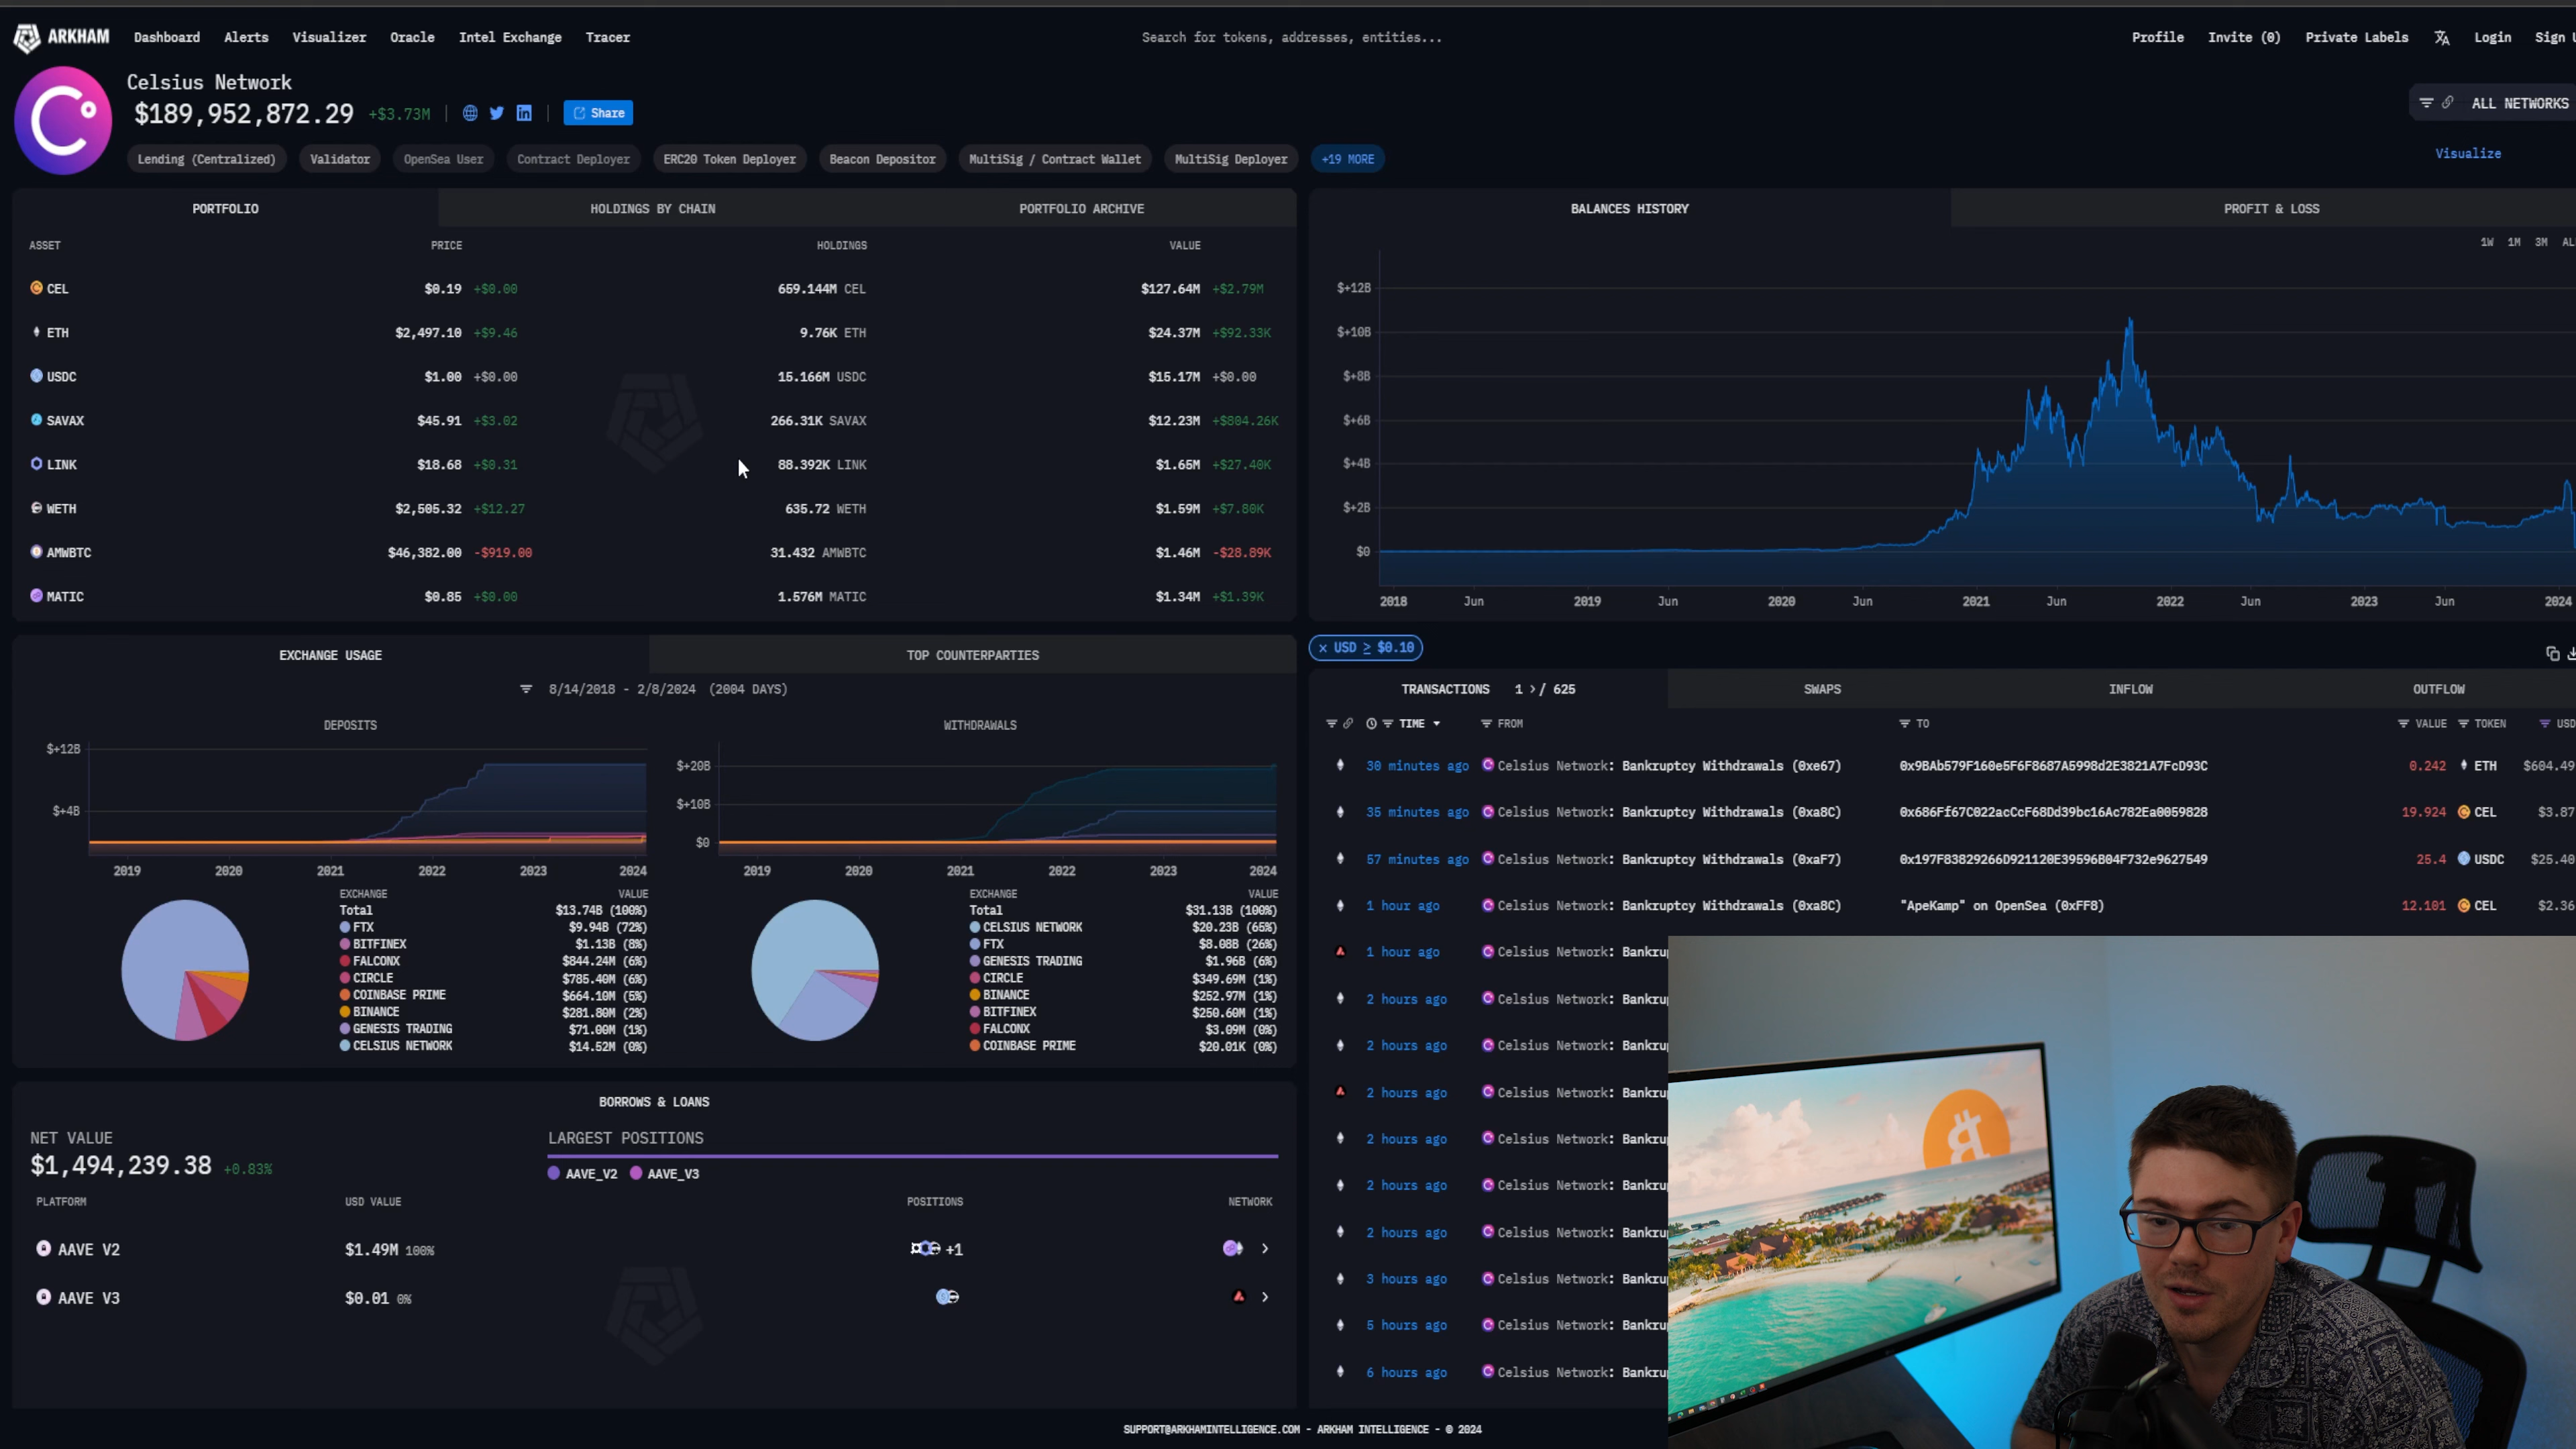 ARKHAM Dashboard Alerts Visualizer Oracle Intel Exchange Tracer Search for tokens, addresses, entities... Profile Invite (0) Private Labels Login Sign
Celsius Network
$189,952,872.29 +$3.73M Share
ALL NETWORKS
Lending (Centralized) Validator OpenSea User Contract Deployer ERC20 Token Deployer Beacon Depositor MultiSig / Contract Wallet MultiSig Deployer +19 MORE
Visualize
PORTFOLIO HOLDINGS BY CHAIN PORTFOLIO ARCHIVE
ASSET PRICE HOLDINGS VALUE
CEL $0.19 +$0.00 659.144M CEL $127.64M +$2.79M
ETH $2,497.10 +$9.46 9.76K ETH $24.37M +$92.33K
USDC $1.00 +$0.00 15.166M USDC $15.17M +$0.00
SAVAX $45.91 +$3.02 266.31K SAVAX $12.23M +$804.26K
LINK $18.68 +$0.31 88.392K LINK $1.65M +$27.40K
WETH $2,505.32 +$12.27 635.72 WETH $1.59M +$7.80K
AMWBTC $46,382.00 -$919.00 31.432 AMWBTC $1.46M -$28.89K
MATIC $0.85 +$0.00 1.576M MATIC $1.34M +$1.39K
BALANCES HISTORY PROFIT & LOSS
1W 1M 3M AL
$+12B
$+10B
$+8B
$+6B
$+4B
$+2B
$0
2018 Jun 2019 Jun 2020 Jun 2021 Jun 2022 Jun 2023 Jun 2024
EXCHANGE USAGE TOP COUNTERPARTIES
8/14/2018 - 2/8/2024 (2004 DAYS)
DEPOSITS
$+12B
$+4B
2019 2020 2021 2022 2023 2024
EXCHANGE VALUE
Total $13.74B (100%)
FTX $9.94B (72%)
BITFINEX $1.13B (8%)
FALCONX $844.24M (6%)
CIRCLE $785.40M (6%)
COINBASE PRIME $664.10M (5%)
BINANCE $281.80M (2%)
GENESIS TRADING $71.00M (1%)
CELSIUS NETWORK $14.52M (0%)
WITHDRAWALS
$+20B
$+10B
$0
2019 2020 2021 2022 2023 2024
EXCHANGE VALUE
Total $31.13B (100%)
CELSIUS NETWORK $20.23B (65%)
FTX $8.08B (26%)
GENESIS TRADING $1.96B (6%)
CIRCLE $349.69M (1%)
BINANCE $252.97M (1%)
BITFINEX $250.60M (1%)
FALCONX $3.09M (0%)
COINBASE PRIME $20.01K (0%)
BORROWS & LOANS
NET VALUE
$1,494,239.38 +0.83%
LARGEST POSITIONS
AAVE_V2 AAVE_V3
PLATFORM USD VALUE POSITIONS NETWORK
AAVE V2 $1.49M 100% +1
AAVE V3 $0.01 0%
× USD ≥ $0.10
TRANSACTIONS 1 > / 625 SWAPS INFLOW OUTFLOW
TIME FROM TO VALUE TOKEN USD
30 minutes ago Celsius Network: Bankruptcy Withdrawals (0xe67) 0x9BAb579F160e5F6F8687A5998d2E3821A7FcD93C 0.242 ETH $604.49
35 minutes ago Celsius Network: Bankruptcy Withdrawals (0xa8C) 0x686Ff67C022acCcF68Dd39bc16Ac782Ea0059828 19.924 CEL $3.87
57 minutes ago Celsius Network: Bankruptcy Withdrawals (0xaF7) 0x197F83829266D921120E39596B04F732e9627549 25.4 USDC $25.40
1 hour ago Celsius Network: Bankruptcy Withdrawals (0xa8C) "ApeKamp" on OpenSea (0xFF8) 12.101 CEL $2.36
1 hour ago Celsius Network: Bankru
2 hours ago Celsius Network: Bankru
2 hours ago Celsius Network: Bankru
2 hours ago Celsius Network: Bankru
2 hours ago Celsius Network: Bankru
2 hours ago Celsius Network: Bankru
2 hours ago Celsius Network: Bankru
3 hours ago Celsius Network: Bankru
5 hours ago Celsius Network: Bankru
6 hours ago Celsius Network: Bankru
SUPPORT@ARKHAMINTELLIGENCE.COM - ARKHAM INTELLIGENCE - © 2024